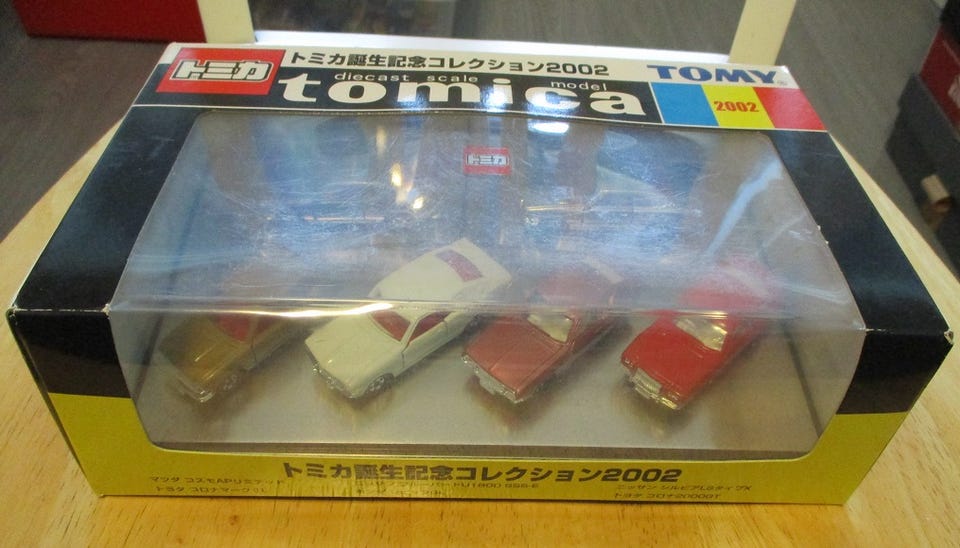 トミカ
トミカ誕生記念コレクション2002
diecast scale model
tomica
TOMY
2002
トミカ
トミカ誕生記念コレクション2002
マツダ コスモAPリミテッド
トヨタ コロナマークII
U1800 SSS-E
ニッサン シルビアLSタイプX
トヨタ コロナ2000GT